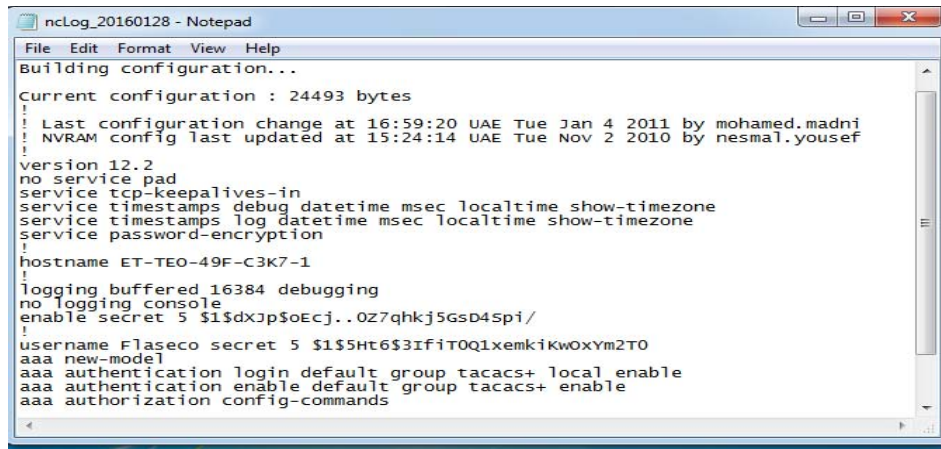 ncLog_20160128 - Notepad
File Edit Format View Help
Building configuration...
Current configuration : 24493 bytes
!
! Last configuration change at 16:59:20 UAE Tue Jan 4 2011 by mohamed.madni
! NVRAM config last updated at 15:24:14 UAE Tue Nov 2 2010 by nesmal.yousef
!
version 12.2
no service pad
service tcp-keepalives-in
service timestamps debug datetime msec localtime show-timezone
service timestamps log datetime msec localtime show-timezone
service password-encryption
!
hostname ET-TEO-49F-C3K7-1
!
logging buffered 16384 debugging
no logging console
enable secret 5 $1$dXJp$oEcj..OZ7qhkj5GsD4Spi/
!
username Flaseco secret 5 $1$5Ht6$3IfiT0Q1xemkiKwOxYm2T0
aaa new-model
aaa authentication login default group tacacs+ local enable
aaa authentication enable default group tacacs+ enable
aaa authorization config-commands